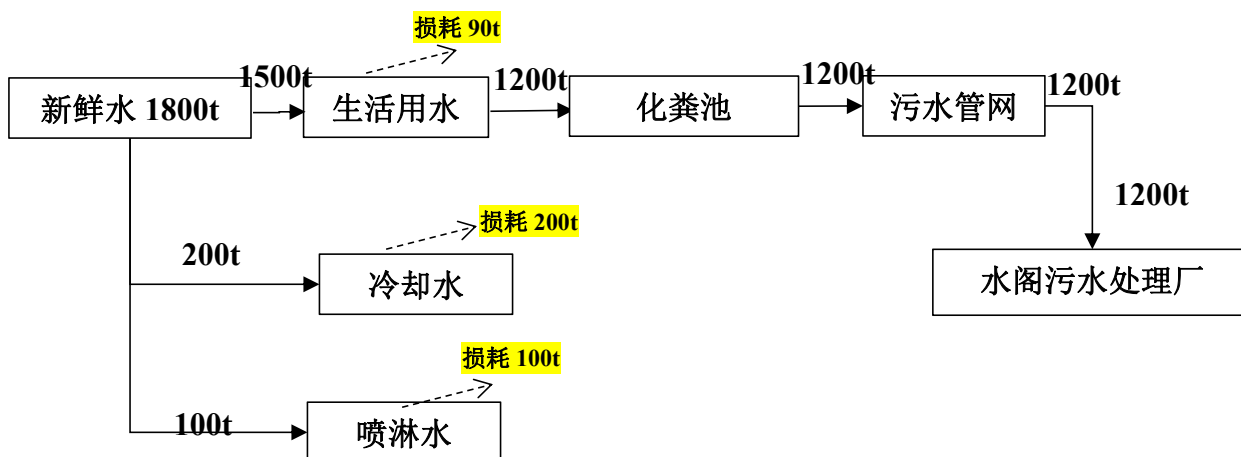 损耗 90t
1500t
1200t
1200t
1200t
新鲜水 1800t
生活用水
化粪池
污水管网
1200t
损耗 200t
200t
冷却水
水阁污水处理厂
损耗 100t
100t
喷淋水